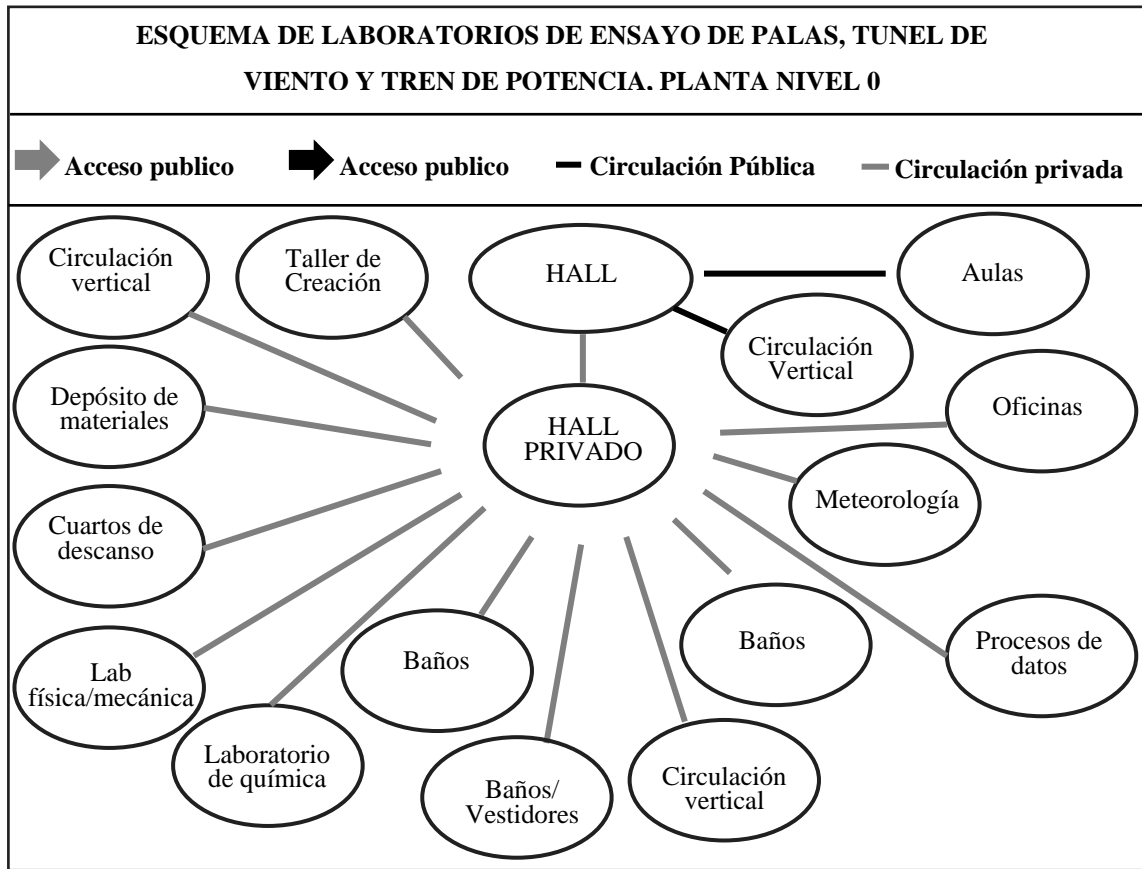 ESQUEMA DE LABORATORIOS DE ENSAYO DE PALAS, TUNEL DE
VIENTO Y TREN DE POTENCIA. PLANTA NIVEL 0
Acceso publico
Acceso publico
Circulación Pública
Circulación privada
Circulación
vertical
Taller de
Creación
HALL
Aulas
Circulación
Vertical
Depósito de
materiales
HALL
PRIVADO
Oficinas
Meteorología
Cuartos de
descanso
Lab
física/mecánica
Baños
Baños
Procesos de
datos
Laboratorio
de química
Baños/
Vestidores
Circulación
vertical